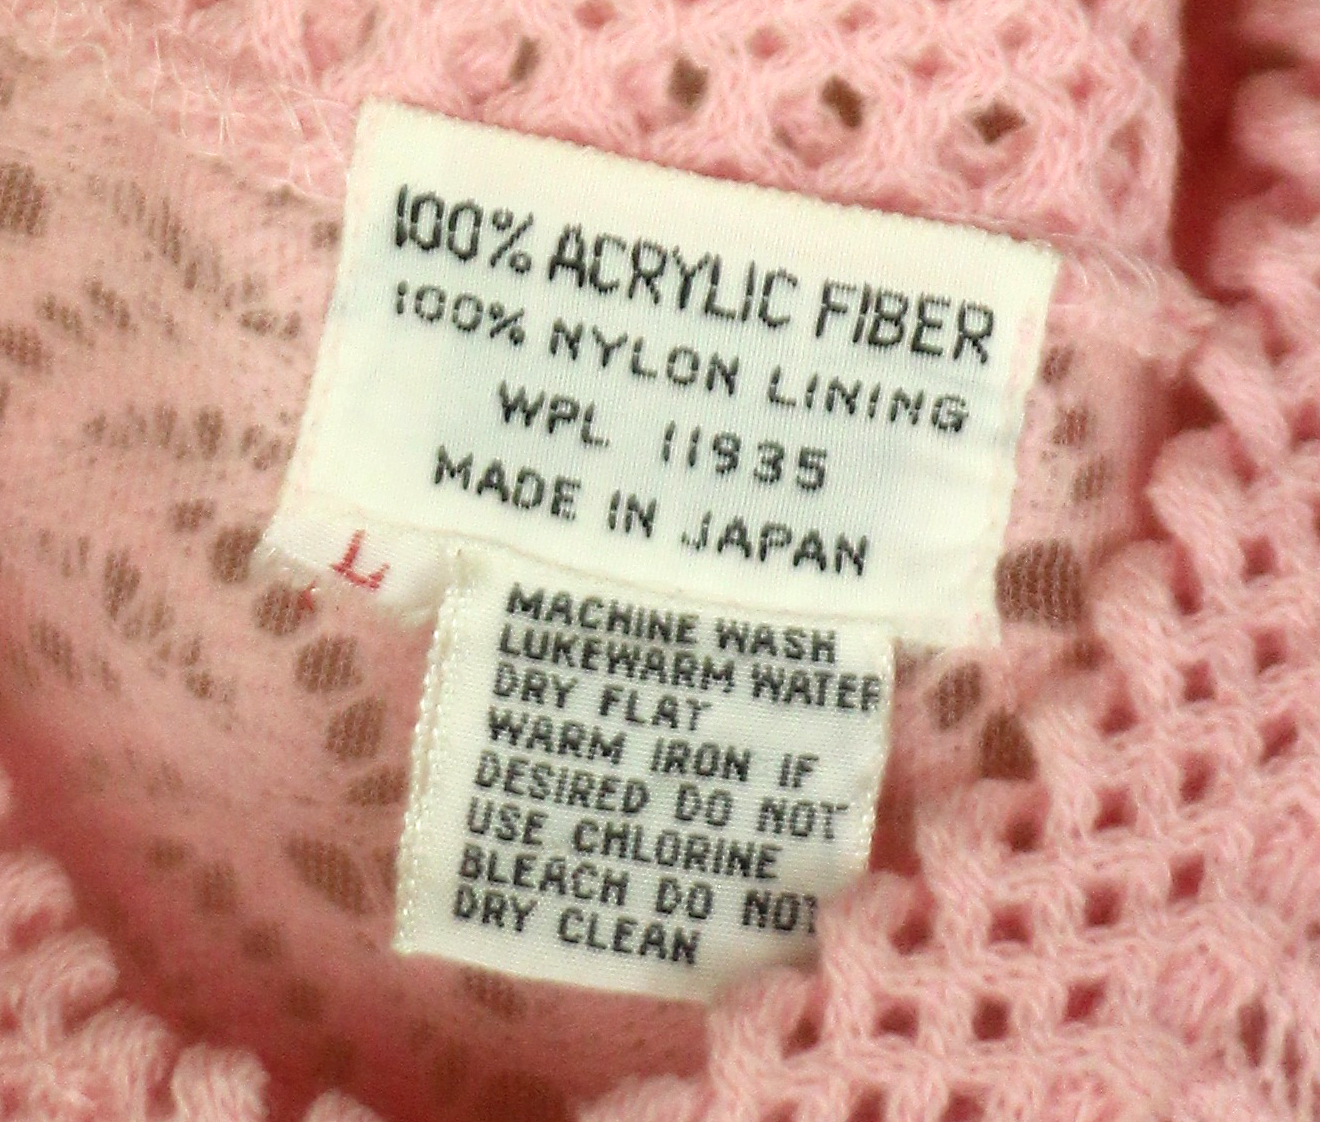 100% ACRYLIC FIBER
100% NYLON LINING
WPL 11935
MADE IN JAPAN
L
MACHINE WASH
LUKEWARM WATER
DRY FLAT
WARM IRON IF
DESIRED DO NOT
USE CHLORINE
BLEACH DO NOT
DRY CLEAN